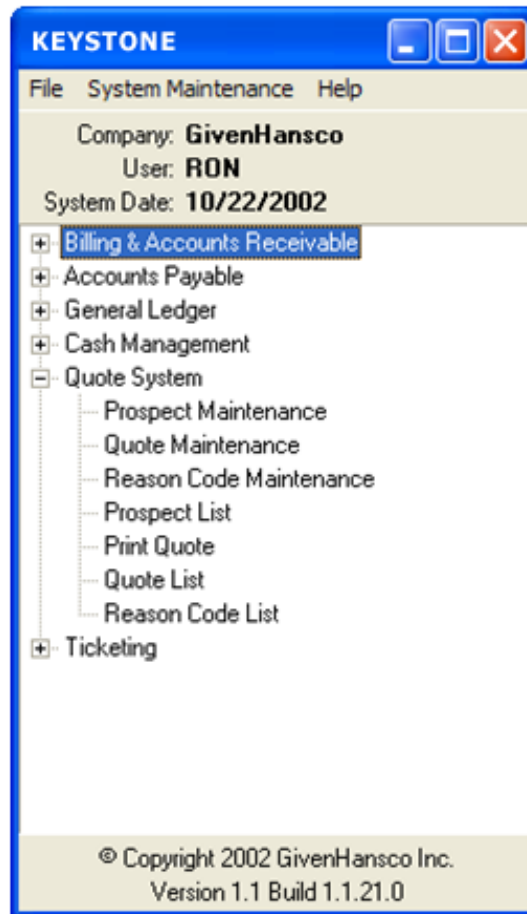 KEYSTONE
File System Maintenance Help
Company: GivenHansco
User: RON
System Date: 10/22/2002
Billing & Accounts Receivable
Accounts Payable
General Ledger
Cash Management
Quote System
Prospect Maintenance
Quote Maintenance
Reason Code Maintenance
Prospect List
Print Quote
Quote List
Reason Code List
Ticketing
© Copyright 2002 GivenHansco Inc.
Version 1.1 Build 1.1.21.0